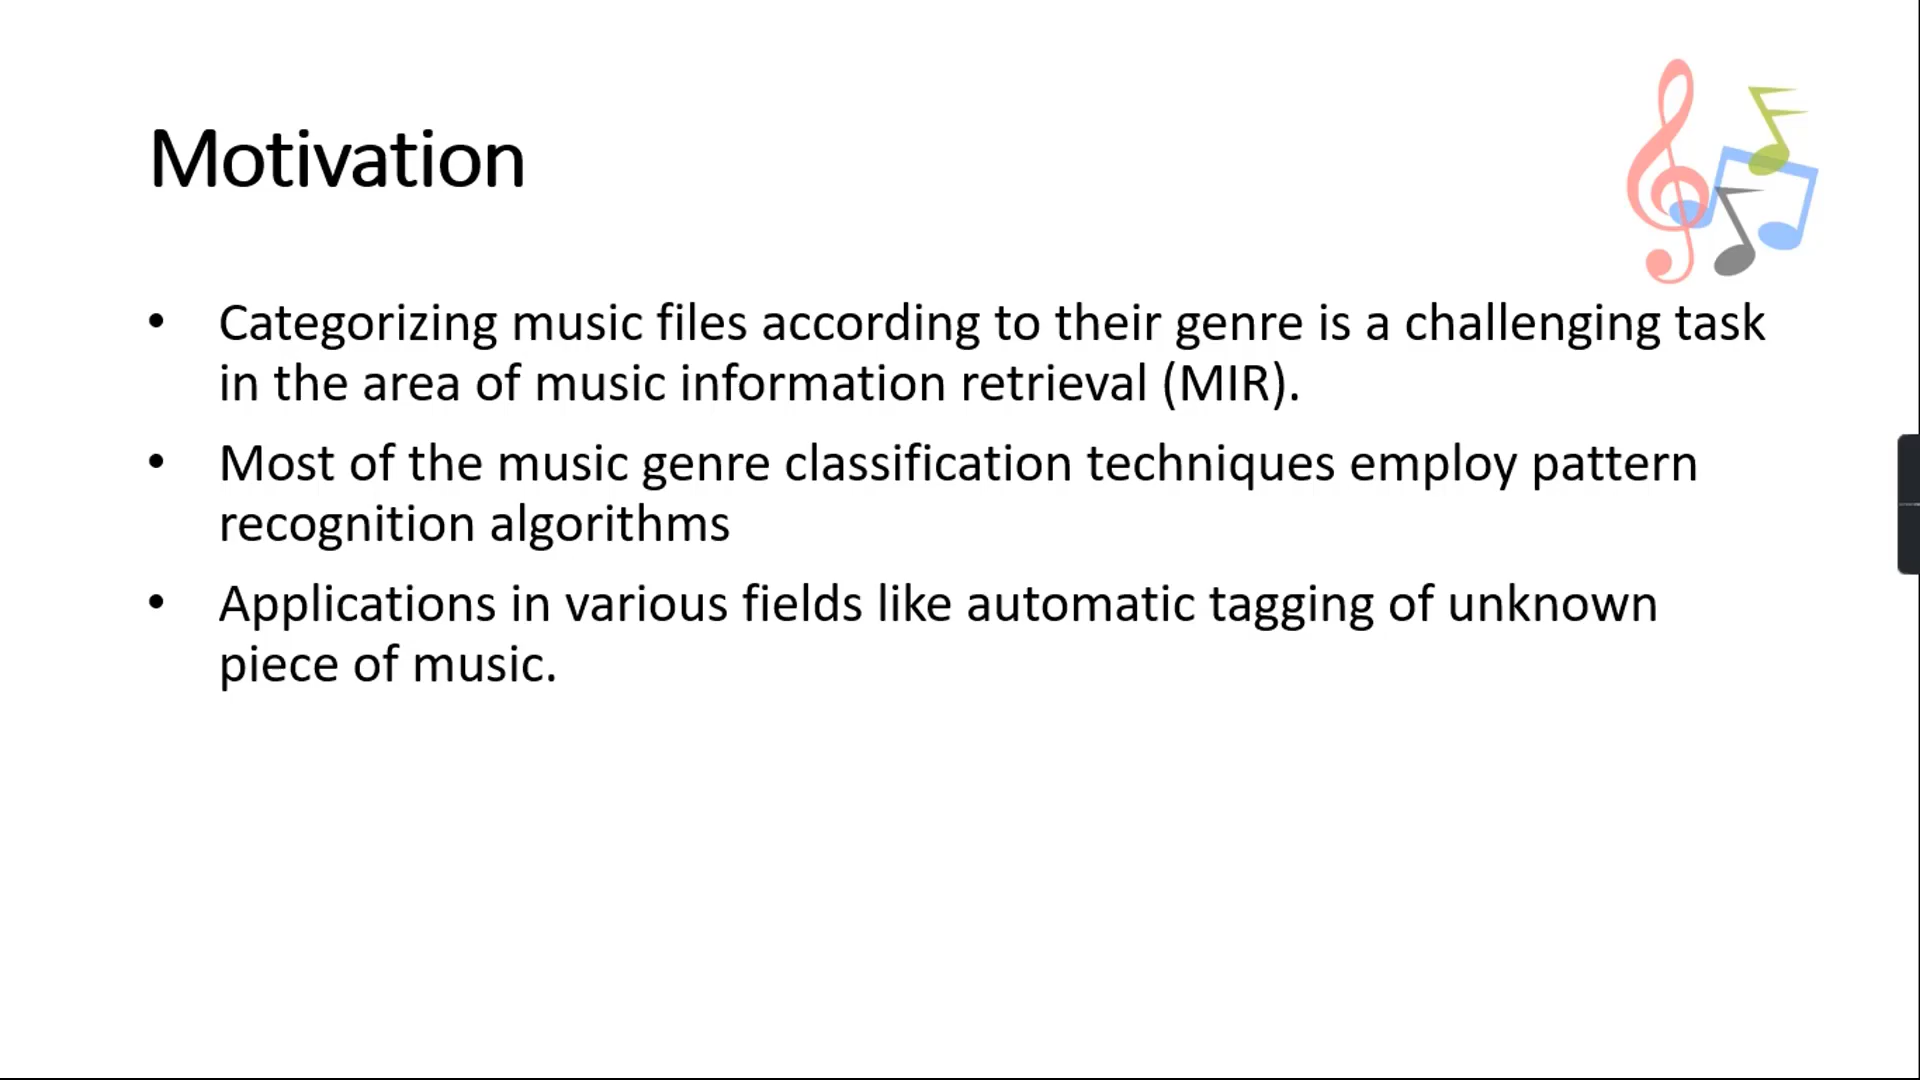 Motivation
• Categorizing music files according to their genre is a challenging task
in the area of music information retrieval (MIR).
• Most of the music genre classification techniques employ pattern
recognition algorithms
• Applications in various fields like automatic tagging of unknown
piece of music.